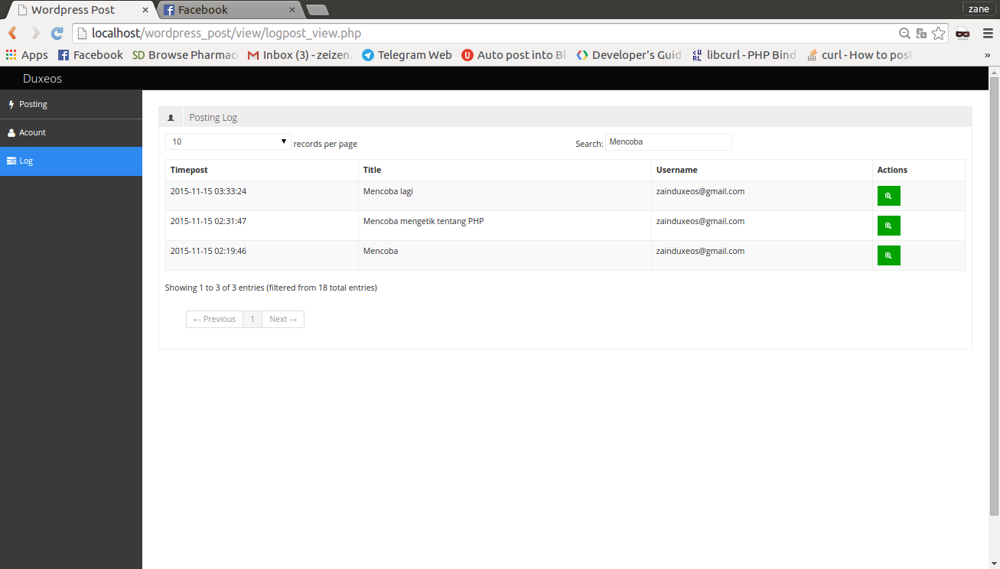 Wordpress Post × Facebook × zane
localhost/wordpress_post/view/logpost_view.php
Apps Facebook SD Browse Pharmac Inbox (3) - zeizen. Telegram Web Auto post into Bl Developer's Guid libcurl - PHP Bind curl - How to post »
Duxeos
Posting
Acount
Log
Posting Log
10 records per page Search: Mencoba
Timepost Title Username Actions
2015-11-15 03:33:24 Mencoba lagi zainduxeos@gmail.com
2015-11-15 02:31:47 Mencoba mengetik tentang PHP zainduxeos@gmail.com
2015-11-15 02:19:46 Mencoba zainduxeos@gmail.com
Showing 1 to 3 of 3 entries (filtered from 18 total entries)
← Previous 1 Next →